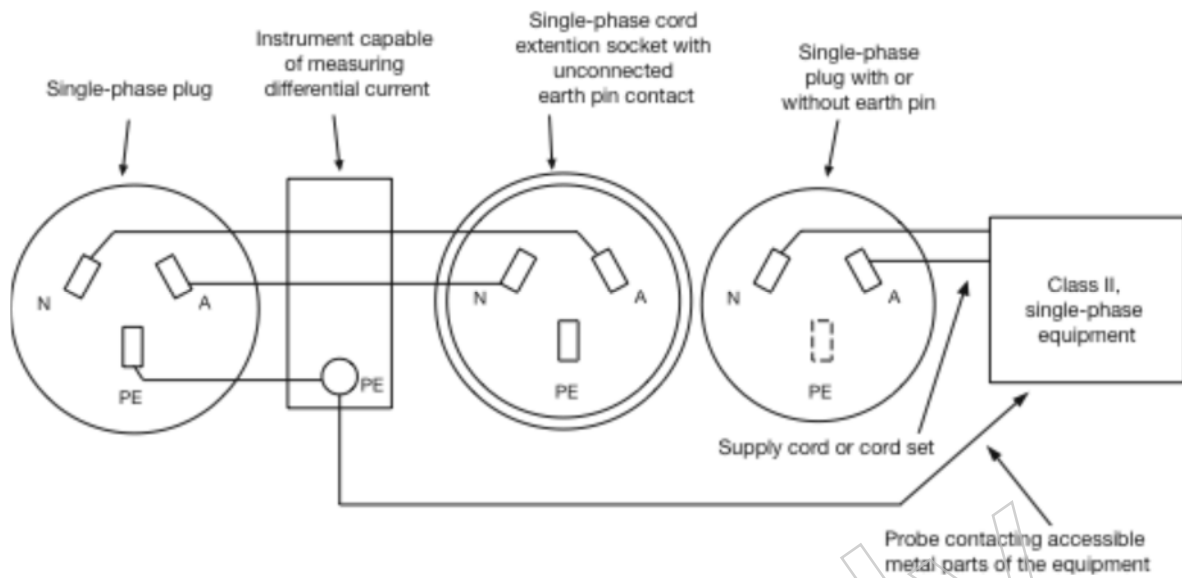 Single-phase plug
Instrument capable
of measuring
differential current
Single-phase cord
extention socket with
unconnected
earth pin contact
Single-phase
plug with or
without earth pin
N
A
PE
PE
N
A
PE
N
A
PE
Class II,
single-phase
equipment
Supply cord or cord set
Probe contacting accessible
metal parts of the equipment